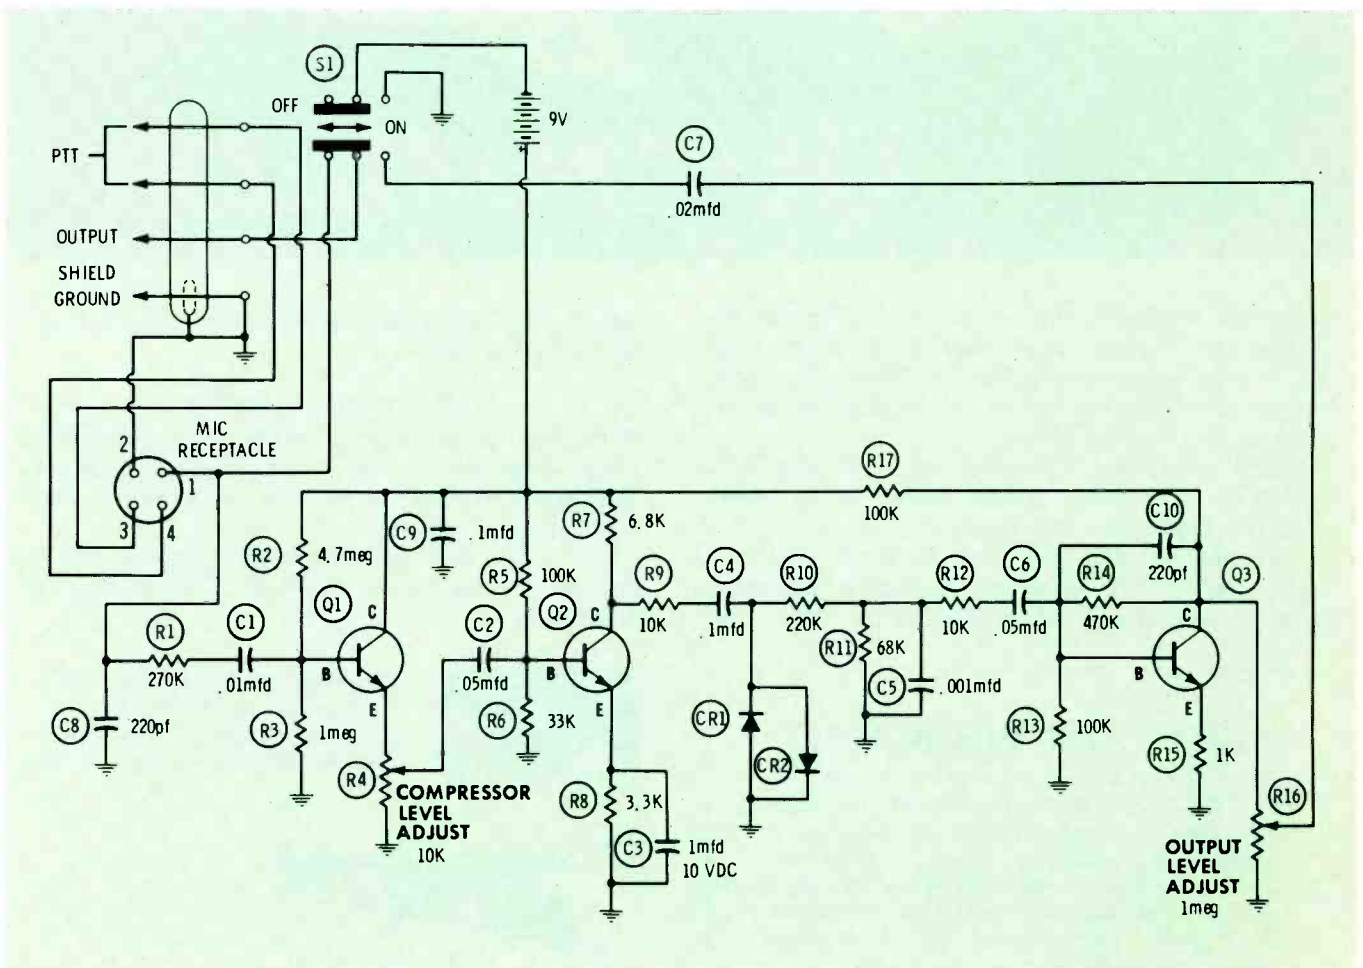 S1
OFF
ON
9V
PTT
C7
.02mfd
OUTPUT
SHIELD
GROUND
MIC
RECEPTACLE
2
1
3
4
R17
100K
C10
220pf
R2
4.7meg
C9
.1mfd
R7
6.8K
R5
100K
Q1
C
B
E
Q2
C
B
E
R9
10K
C4
.1mfd
R10
220K
R12
10K
C6
.05mfd
R14
470K
Q3
C
B
E
R1
270K
C1
.01mfd
C2
.05mfd
R11
68K
C5
.001mfd
C8
220pf
R3
1meg
R6
33K
CR1
CR2
R13
100K
R15
1K
R4
COMPRESSOR
LEVEL
ADJUST
10K
R8
3.3K
C3
1mfd
10 VDC
R16
OUTPUT
LEVEL
ADJUST
1meg